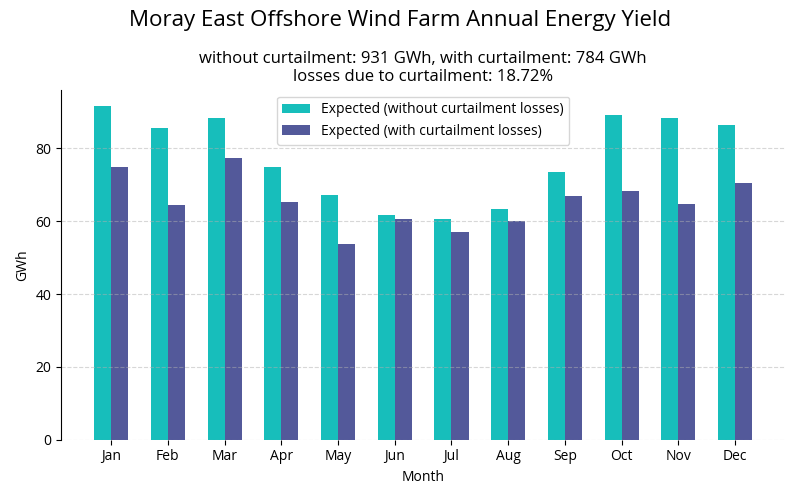 Moray East Offshore Wind Farm Annual Energy Yield
without curtailment: 931 GWh, with curtailment: 784 GWh
losses due to curtailment: 18.72%
Expected (without curtailment losses)
Expected (with curtailment losses)
80
60
40
20
0
GWh
Jan Feb Mar Apr May Jun Jul Aug Sep Oct Nov Dec
Month